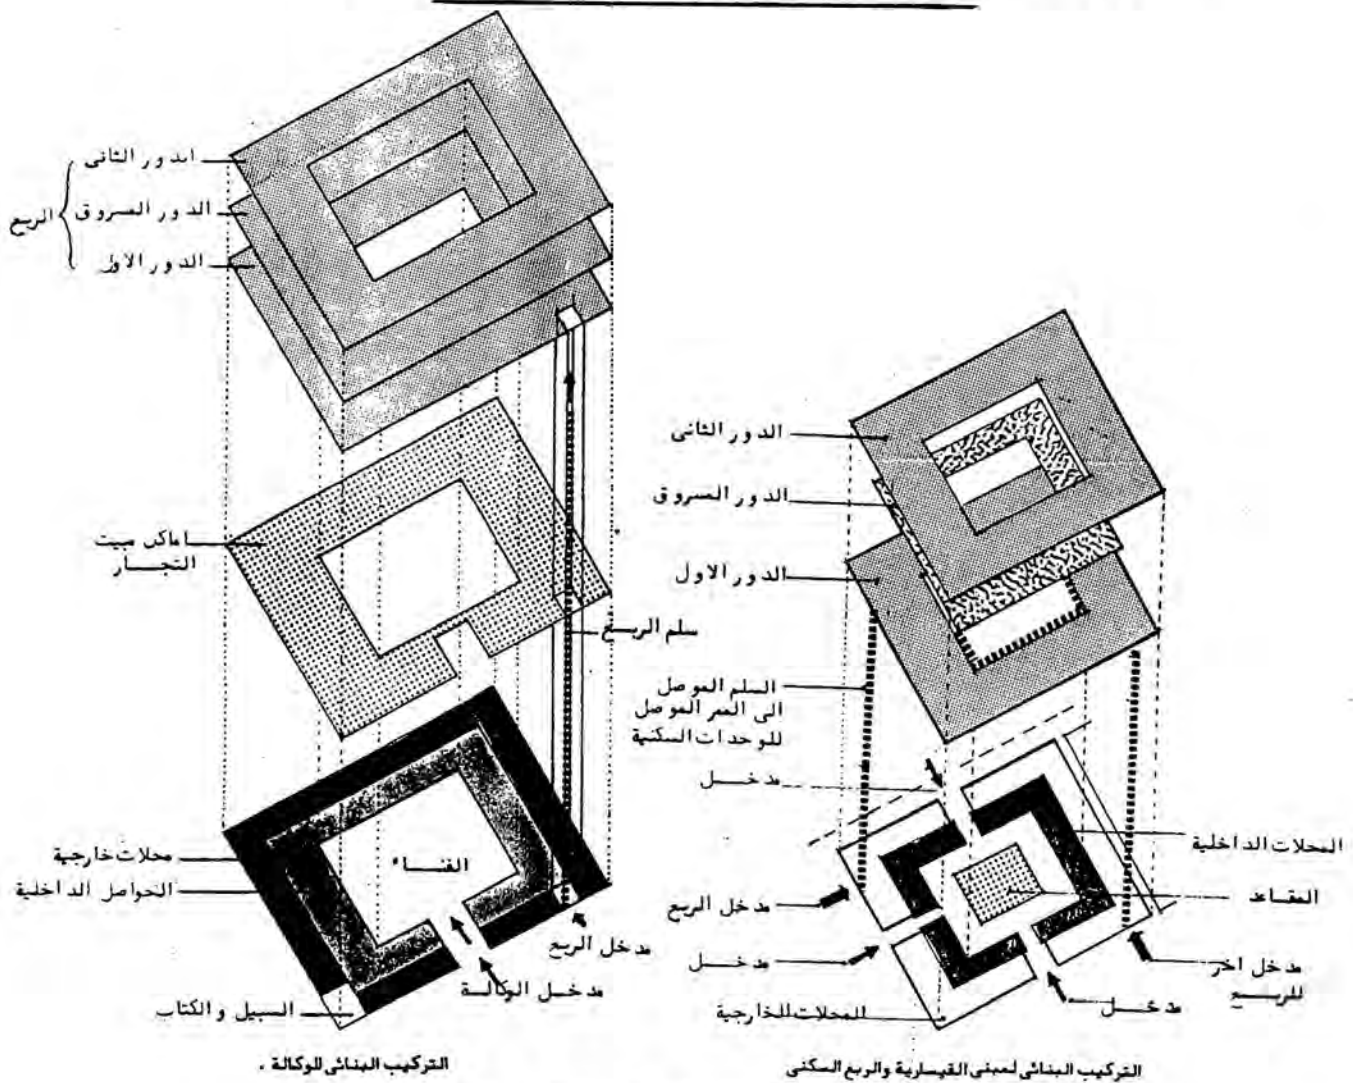 الدور الثانى
الدور المسروق
الدور الاول
الربع
اماكن مبيت
التجار
سلم الربع
محلات خارجية
الحواصل الداخلية
الفناء
مدخل الربع
مدخل الوكالة
السبيل والكتاب
التركيب البنائى للوكالة .
الدور الثانى
الدور المسروق
الدور الاول
السلم الموصل
الى الممر الموصل
للوحدات السكنية
مدخل
المحلات الداخلية
المقاعد
مدخل الربع
مدخل
مدخل اخر
للربع
مدخل
المحلات الخارجية
التركيب البنائى لمبنى القيسارية والربع السكنى